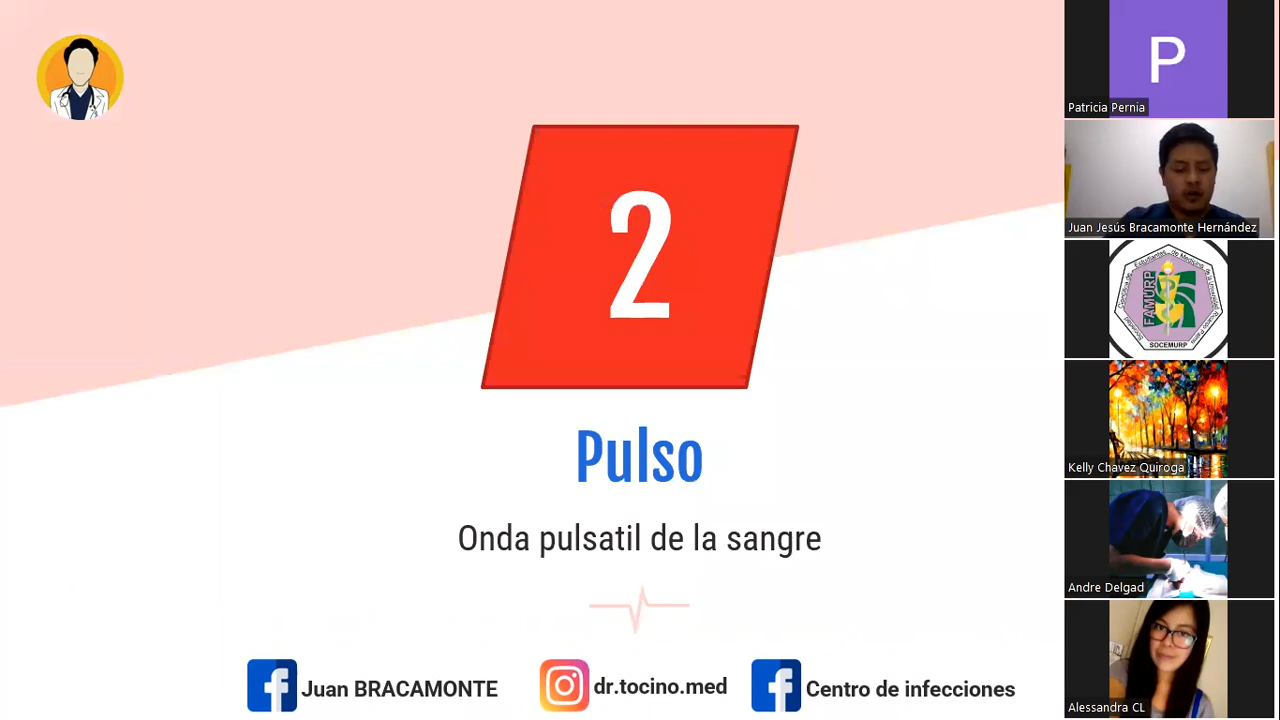 2
Pulso
Onda pulsatil de la sangre
Juan BRACAMONTE
dr.tocino.med
Centro de infecciones
P
Patricia Pernia
Juan Jesús Bracamonte Hernández
FAMURP
SOCEMURP
Kelly Chavez Quiroga
Andre Delgad
Alessandra CL